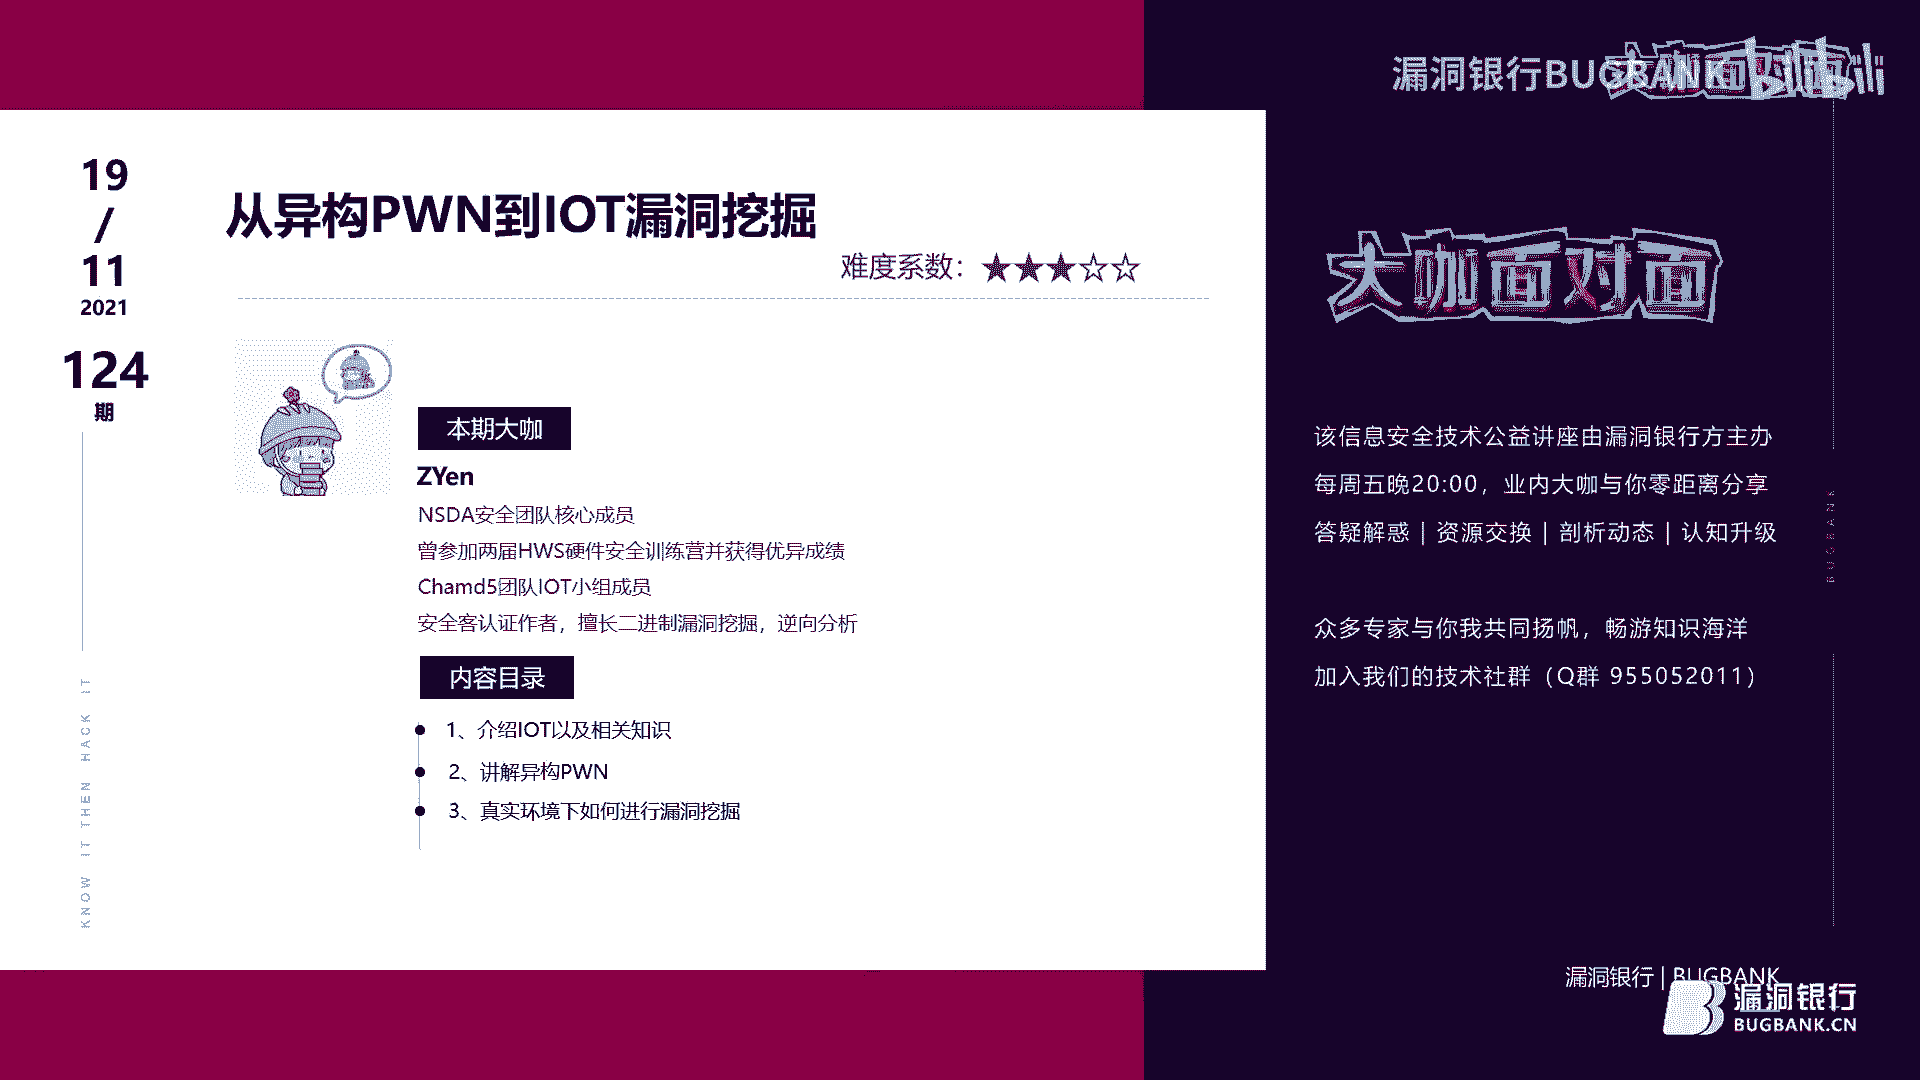 漏洞银行BUGBANK
bilibili
19
/
11
2021
124
期
从异构PWN到IOT漏洞挖掘
难度系数：★★★☆☆
本期大咖
ZYen
NSDA安全团队核心成员
曾参加两届HWS硬件安全训练营并获得优异成绩
Chamd5团队IOT小组成员
安全客认证作者，擅长二进制漏洞挖掘，逆向分析
内容目录
1、介绍IOT以及相关知识
2、讲解异构PWN
3、真实环境下如何进行漏洞挖掘
KNOW IT THEN HACK IT
大咖面对面
该信息安全技术公益讲座由漏洞银行方主办
每周五晚20:00，业内大咖与你零距离分享
答疑解惑 | 资源交换 | 剖析动态 | 认知升级
众多专家与你我共同扬帆，畅游知识海洋
加入我们的技术社群（Q群 955052011）
BUGBANK
漏洞银行 | BUGBANK
漏洞银行
BUGBANK.CN